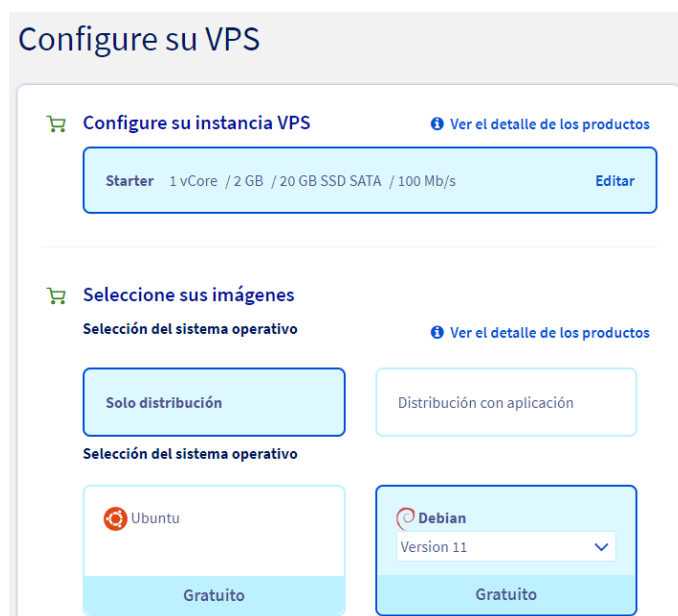 Configure su VPS
Configure su instancia VPS
Ver el detalle de los productos
Starter 1 vCore / 2 GB / 20 GB SSD SATA / 100 Mb/s
Editar
Seleccione sus imágenes
Selección del sistema operativo
Ver el detalle de los productos
Solo distribución
Distribución con aplicación
Selección del sistema operativo
Ubuntu
Gratuito
Debian
Version 11
Gratuito